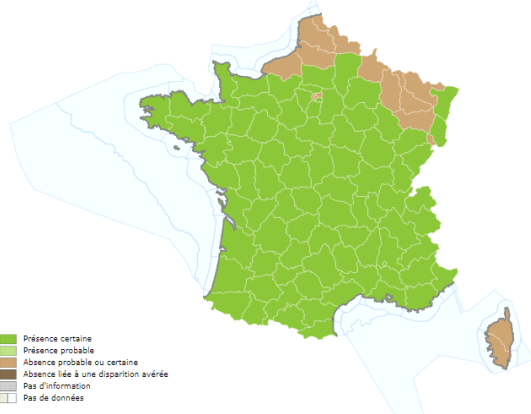 Présence certaine
Présence probable
Absence probable ou certaine
Absence liée à une disparition avérée
Pas d'information
Pas de données